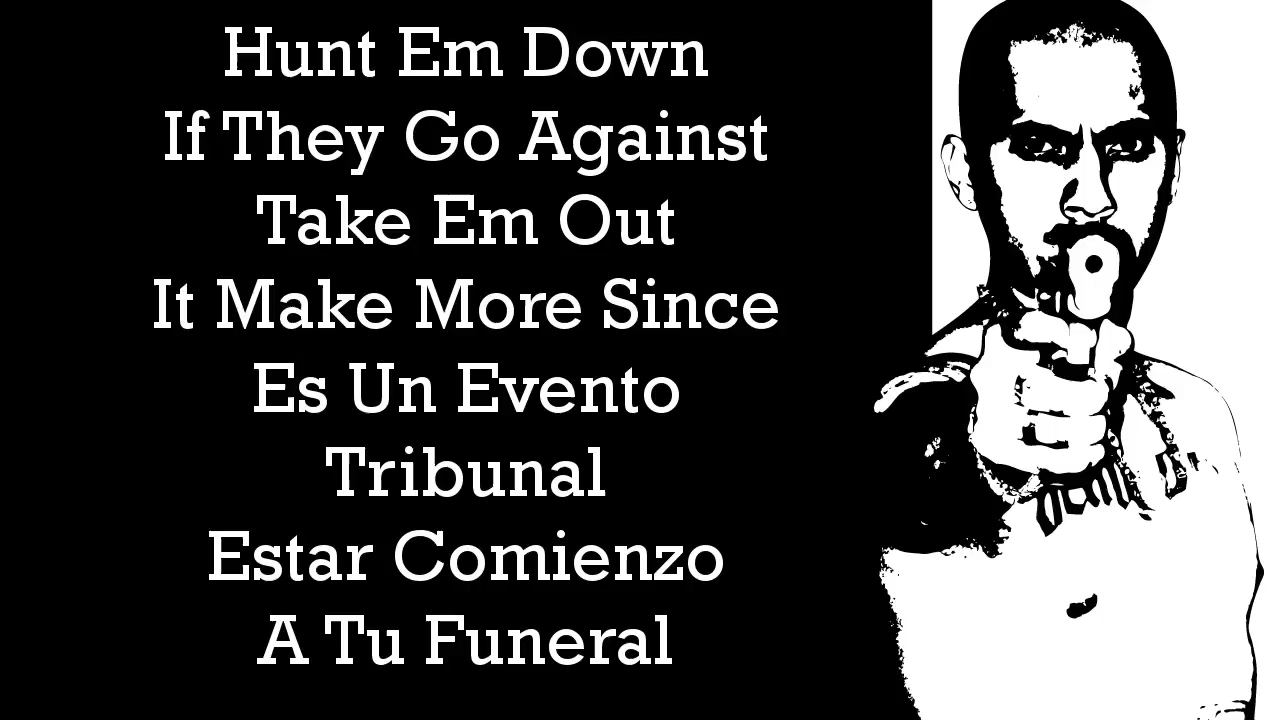 Hunt Em Down
If They Go Against
Take Em Out
It Make More Since
Es Un Evento
Tribunal
Estar Comienzo
A Tu Funeral